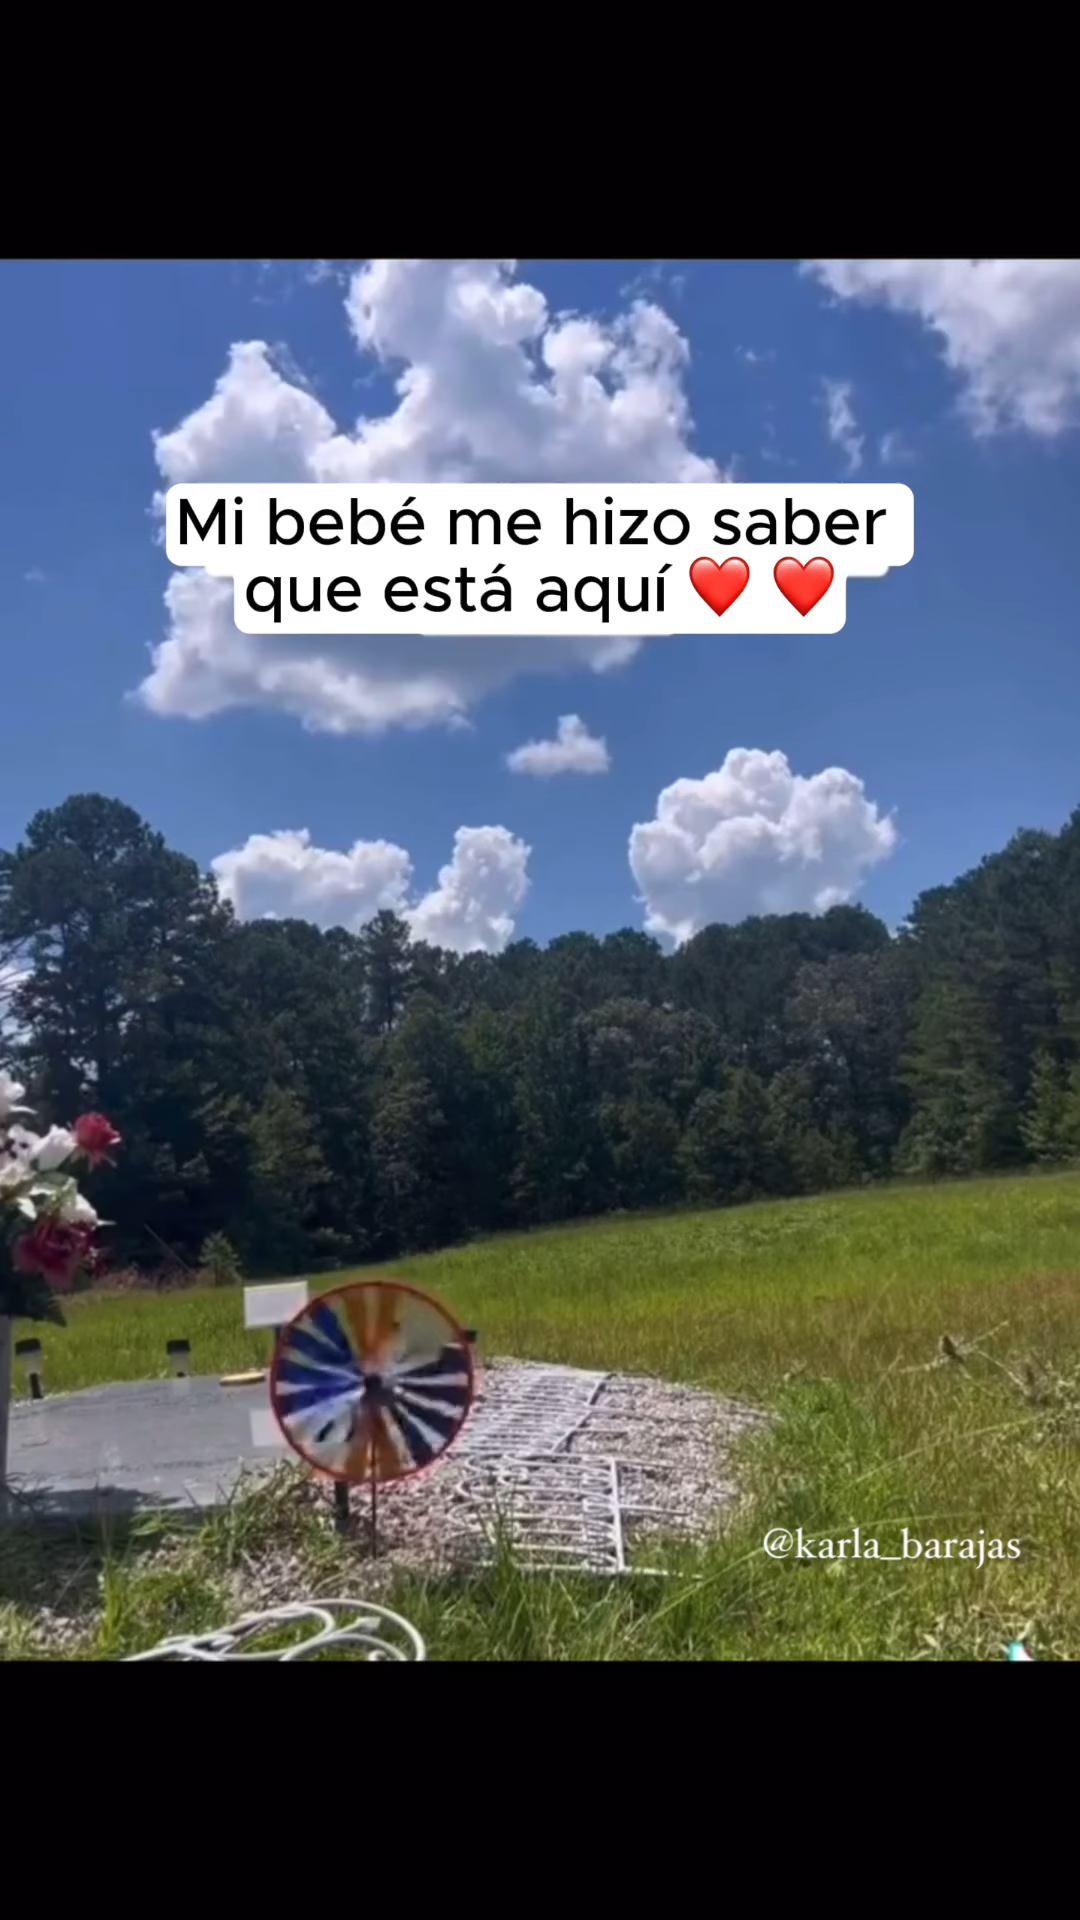 Mi bebé me hizo saber
que está aquí ❤️ ❤️
@karla_barajas